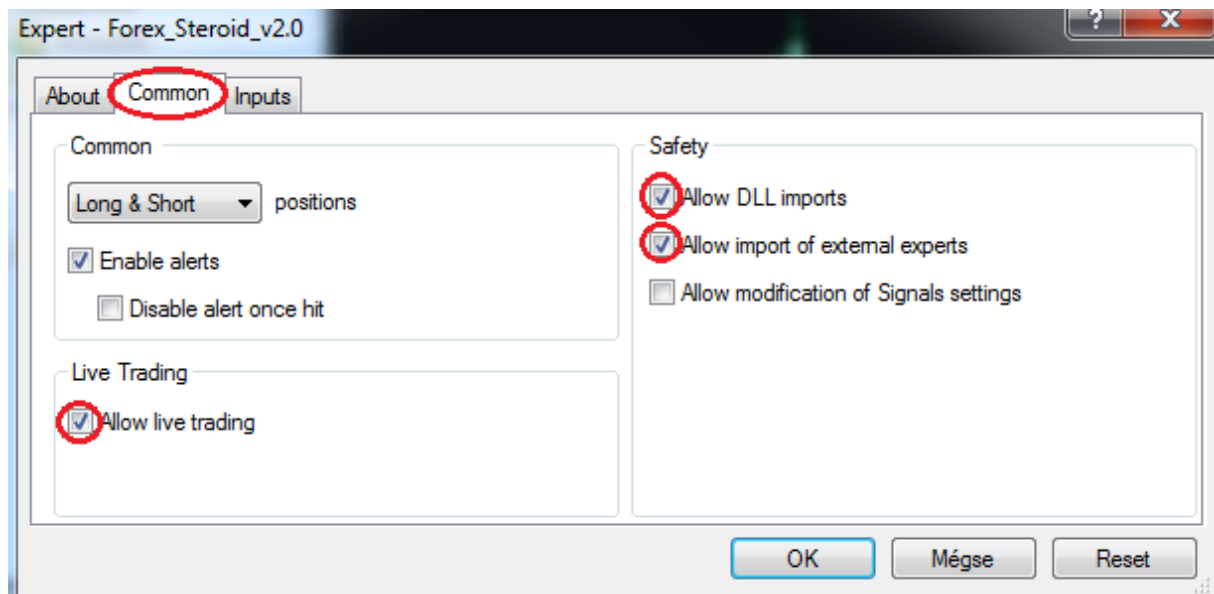 Expert - Forex_Steroid_v2.0
?
About Common Inputs
Common
Long & Short positions
Enable alerts
Disable alert once hit
Live Trading
Allow live trading
Safety
Allow DLL imports
Allow import of external experts
Allow modification of Signals settings
OK Mégse Reset